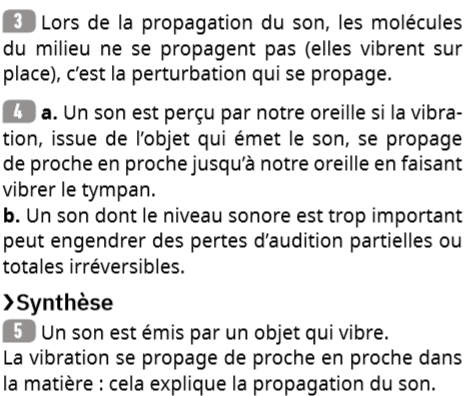 3 Lors de la propagation du son, les molécules
du milieu ne se propagent pas (elles vibrent sur
place), c’est la perturbation qui se propage.
4 a. Un son est perçu par notre oreille si la vibra-
tion, issue de l’objet qui émet le son, se propage
de proche en proche jusqu’à notre oreille en faisant
vibrer le tympan.
b. Un son dont le niveau sonore est trop important
peut engendrer des pertes d’audition partielles ou
totales irréversibles.
❯Synthèse
5 Un son est émis par un objet qui vibre.
La vibration se propage de proche en proche dans
la matière : cela explique la propagation du son.